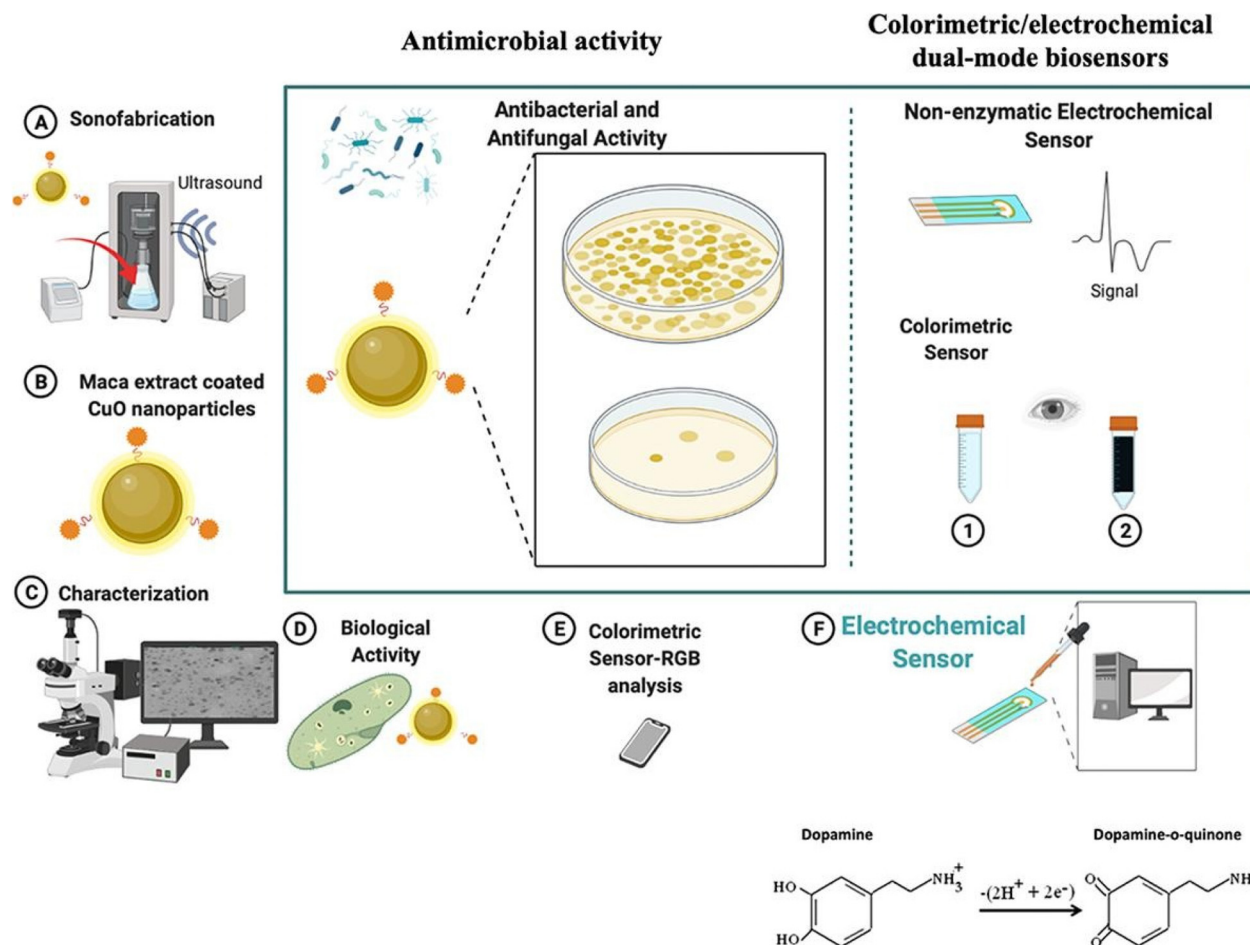 Antimicrobial activity
Colorimetric/electrochemical
dual-mode biosensors
A Sonofabrication
Ultrasound
B Maca extract coated
CuO nanoparticles
C Characterization
Antibacterial and
Antifungal Activity
Non-enzymatic Electrochemical
Sensor
Signal
Colorimetric
Sensor
1 2
D Biological
Activity
E Colorimetric
Sensor-RGB
analysis
F Electrochemical
Sensor
Dopamine
Dopamine-o-quinone
HO
HO
NH3+
-(2H+ + 2e-)
O
O
NH